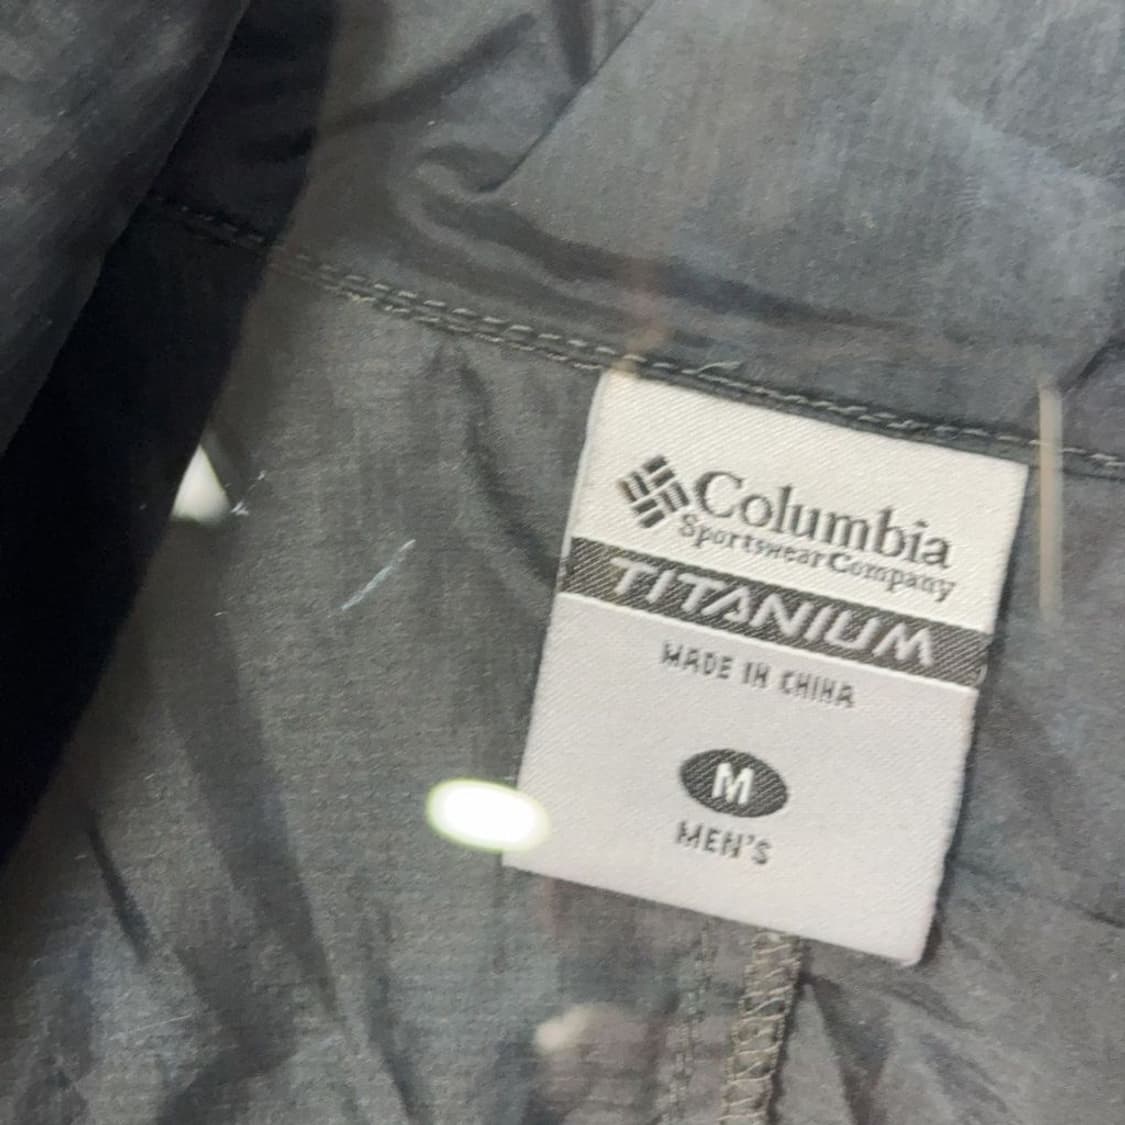 Columbia
Sportswear Company
TITANIUM
MADE IN CHINA
M
MEN'S